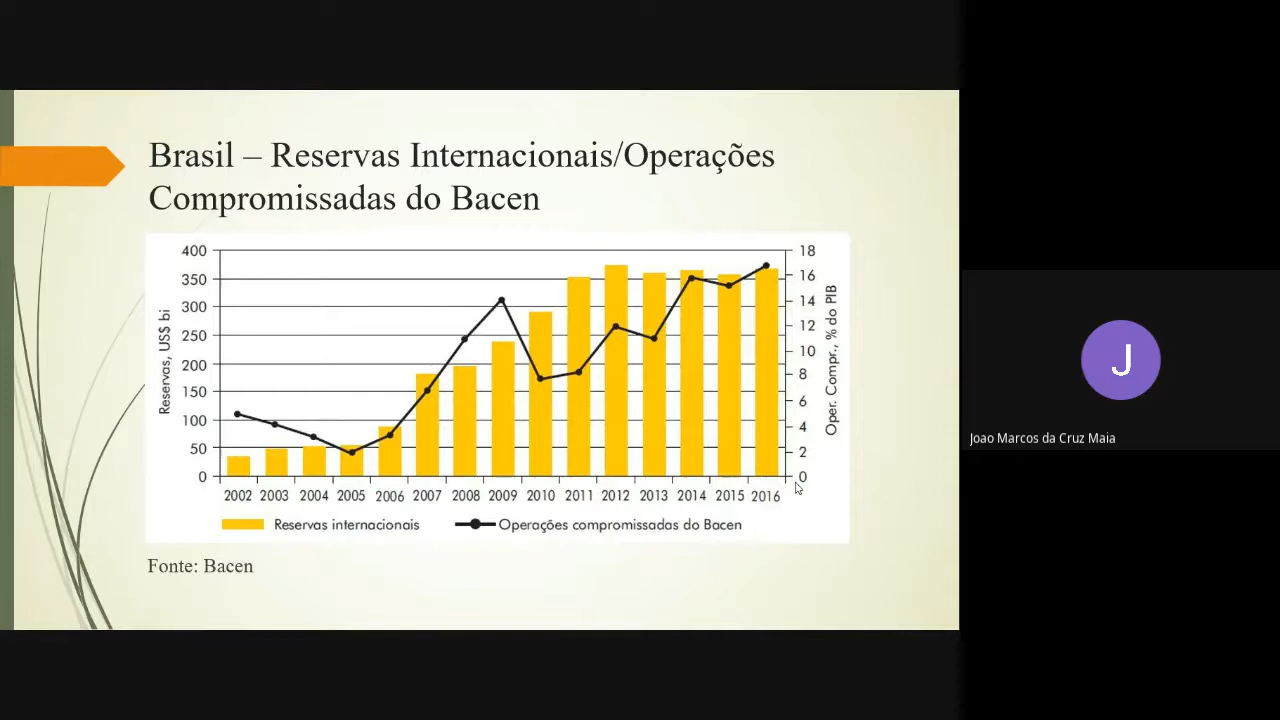 Brasil – Reservas Internacionais/Operações
Compromissadas do Bacen
400
350
300
250
200
150
100
50
0
Reservas, US$ bi
18
16
14
12
10
8
6
4
2
0
Oper. Compr., % do PIB
2002 2003 2004 2005 2006 2007 2008 2009 2010 2011 2012 2013 2014 2015 2016
Reservas internacionais Operações compromissadas do Bacen
Fonte: Bacen
J
Joao Marcos da Cruz Maia